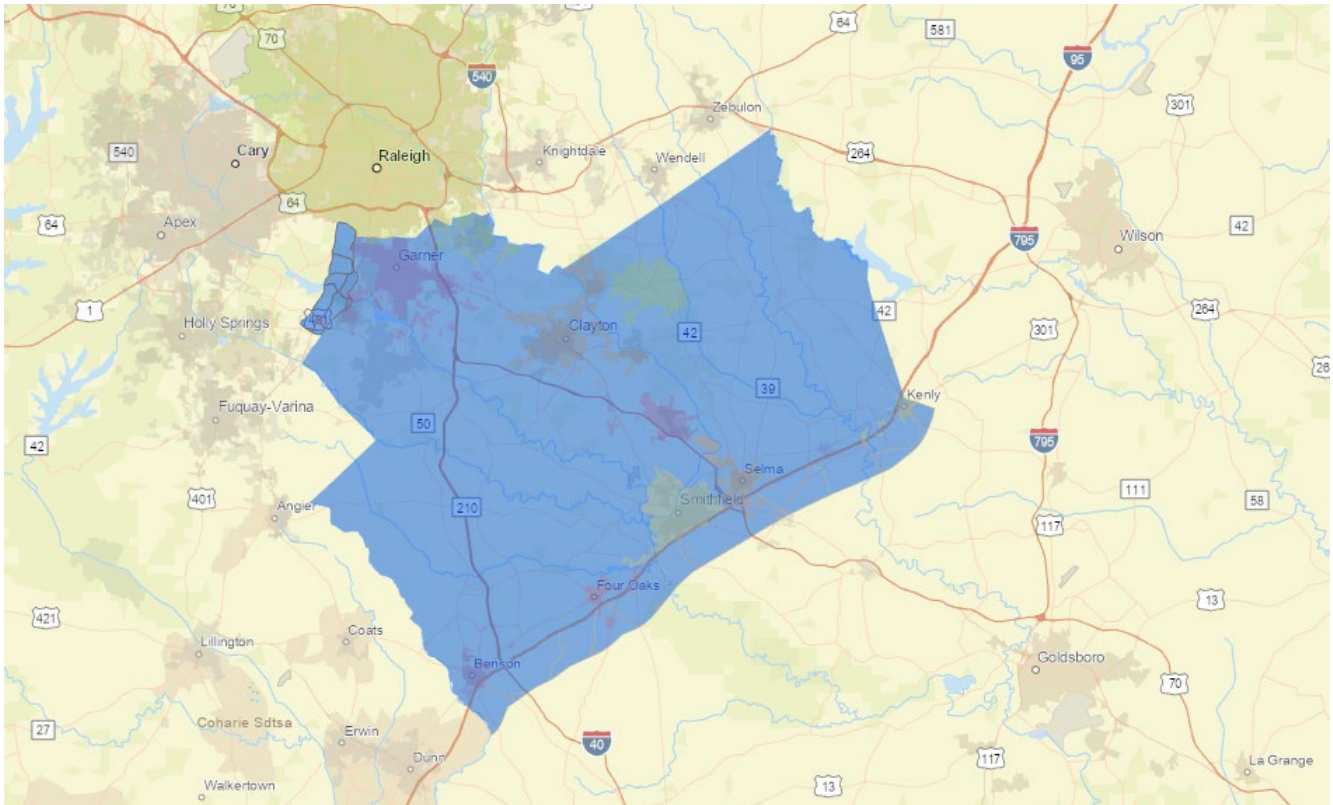 70
70
64
581
95
540
301
Zebulon
540
Cary
Raleigh
Knightdale
Wendell
264
64
64
Apex
42
795
Wilson
Garner
1
Holly Springs
Clayton
42
42
301
264
39
Kenly
Fuquay-Varina
50
42
795
Selma
401
Smithfield
111
58
Angier
210
117
Four Oaks
13
421
Lillington
Coats
Benson
Goldsboro
70
Coharie Sdtsa
27
Erwin
40
Dunn
117
La Grange
Walkertown
13